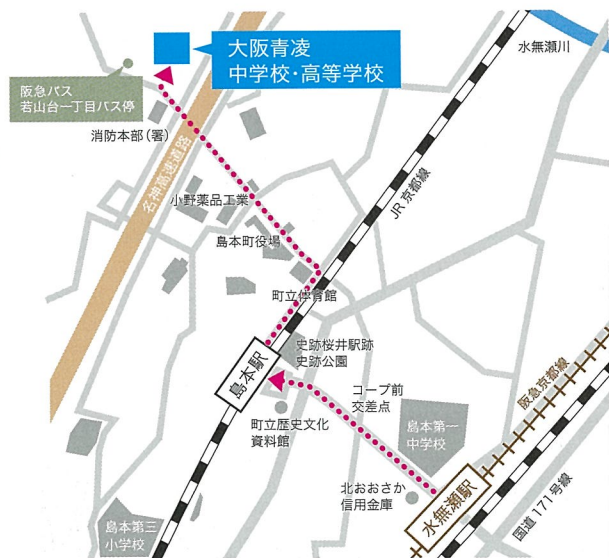 大阪青凌
中学校・高等学校
水無瀬川
阪急バス
若山台一丁目バス停
消防本部(署)
名神高速道路
JR京都線
小野薬品工業
島本町役場
町立体育館
史跡桜井駅跡
史跡公園
島本駅
コープ前
交差点
阪急京都線
町立歴史文化
資料館
島本第一
中学校
北おおさか
信用金庫
水無瀬駅
国道171号線
島本第三
小学校